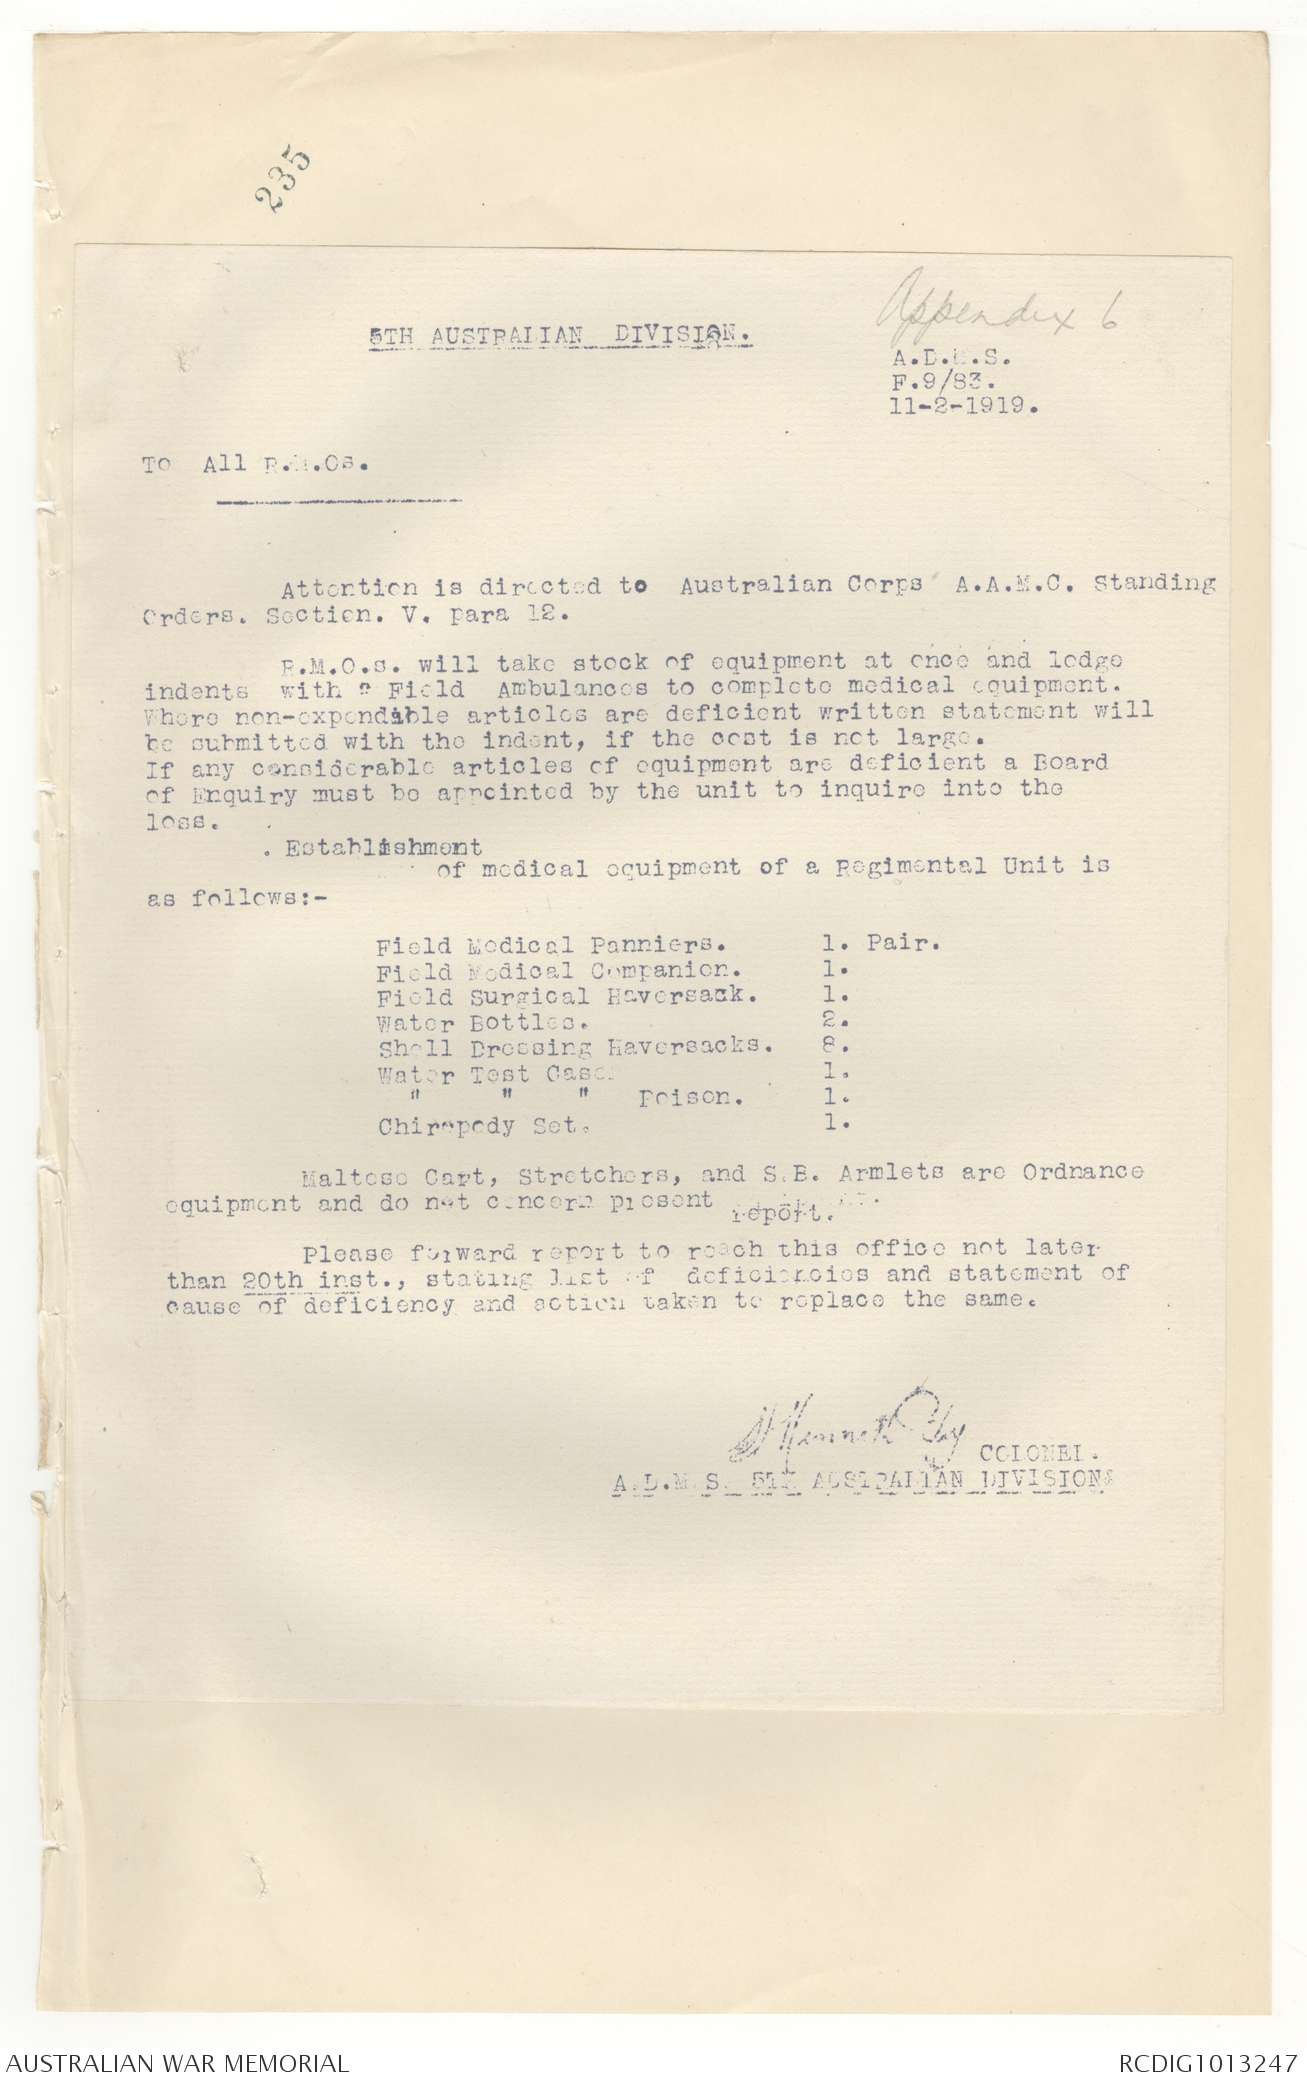 235
Appendix 6
5TH AUSTRALIAN DIVISION.
A.D.M.S.
F.9/83.
11-2-1919.
To All R.M.Os.
Attention is directed to Australian Corps A.A.M.C. Standing
Orders. Section. V. para 12.
R.M.O.s. will take stock of equipment at once and lodge
indents with Field Ambulances to complete medical equipment.
Where non-expendible articles are deficient written statement will
be submitted with the indent, if the cost is not large.
If any considerable articles of equipment are deficient a Board
of Enquiry must be appointed by the unit to inquire into the
loss.
. Establishment
of medical equipment of a Regimental Unit is
as follows:-
Field Medical Panniers. 1. Pair.
Field Medical Companion. 1.
Field Surgical Haversack. 1.
Water Bottles. 2.
Shell Dressing Haversacks. 8.
Water Test Case. 1.
" " " Poison. 1.
Chiropody Set. 1.
Maltese Cart, Stretchers, and S.B. Armlets are Ordnance
equipment and do not concern present
report.
Please forward report to reach this office not later
than 20th inst., stating list of deficiencies and statement of
cause of deficiency and action taken to replace the same.
COLONEL.
A.D.M.S. 5TH AUSTRALIAN DIVISION
AUSTRALIAN WAR MEMORIAL
RCDIG1013247